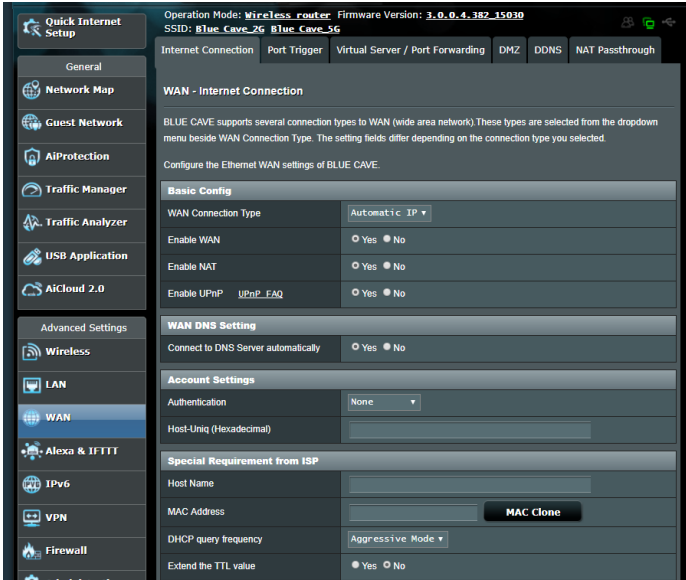 Quick Internet
Setup
Operation Mode: Wireless router Firmware Version: 3.0.0.4.382_15030
SSID: Blue Cave_2G Blue Cave_5G
Internet Connection Port Trigger Virtual Server / Port Forwarding DMZ DDNS NAT Passthrough
General
Network Map
Guest Network
AiProtection
Traffic Manager
Traffic Analyzer
USB Application
AiCloud 2.0
Advanced Settings
Wireless
LAN
WAN
Alexa & IFTTT
IPv6
VPN
Firewall
WAN - Internet Connection
BLUE CAVE supports several connection types to WAN (wide area network).These types are selected from the dropdown
menu beside WAN Connection Type. The setting fields differ depending on the connection type you selected.
Configure the Ethernet WAN settings of BLUE CAVE.
Basic Config
WAN Connection Type Automatic IP
Enable WAN Yes No
Enable NAT Yes No
Enable UPnP UPnP FAQ Yes No
WAN DNS Setting
Connect to DNS Server automatically Yes No
Account Settings
Authentication None
Host-Uniq (Hexadecimal)
Special Requirement from ISP
Host Name
MAC Address MAC Clone
DHCP query frequency Aggressive Mode
Extend the TTL value Yes No